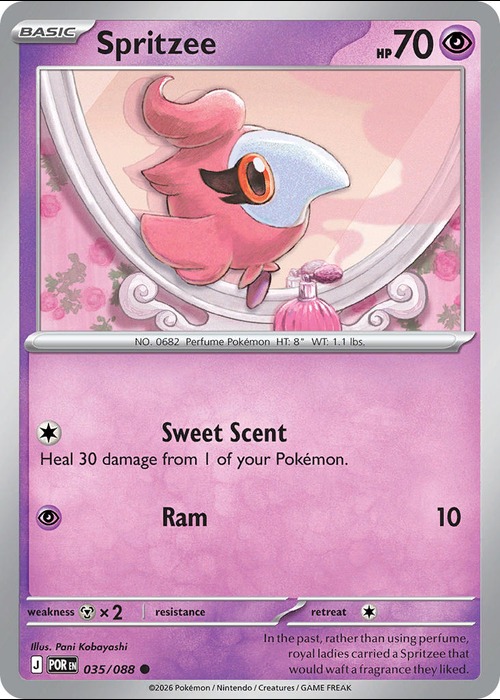 BASIC
Spritzee
HP 70
NO. 0682 Perfume Pokémon HT: 8" WT: 1.1 lbs.
Sweet Scent
Heal 30 damage from 1 of your Pokémon.
Ram 10
weakness ×2 resistance retreat
Illus. Pani Kobayashi
J POR EN 035/088
In the past, rather than using perfume,
royal ladies carried a Spritzee that
would waft a fragrance they liked.
©2026 Pokémon / Nintendo / Creatures / GAME FREAK